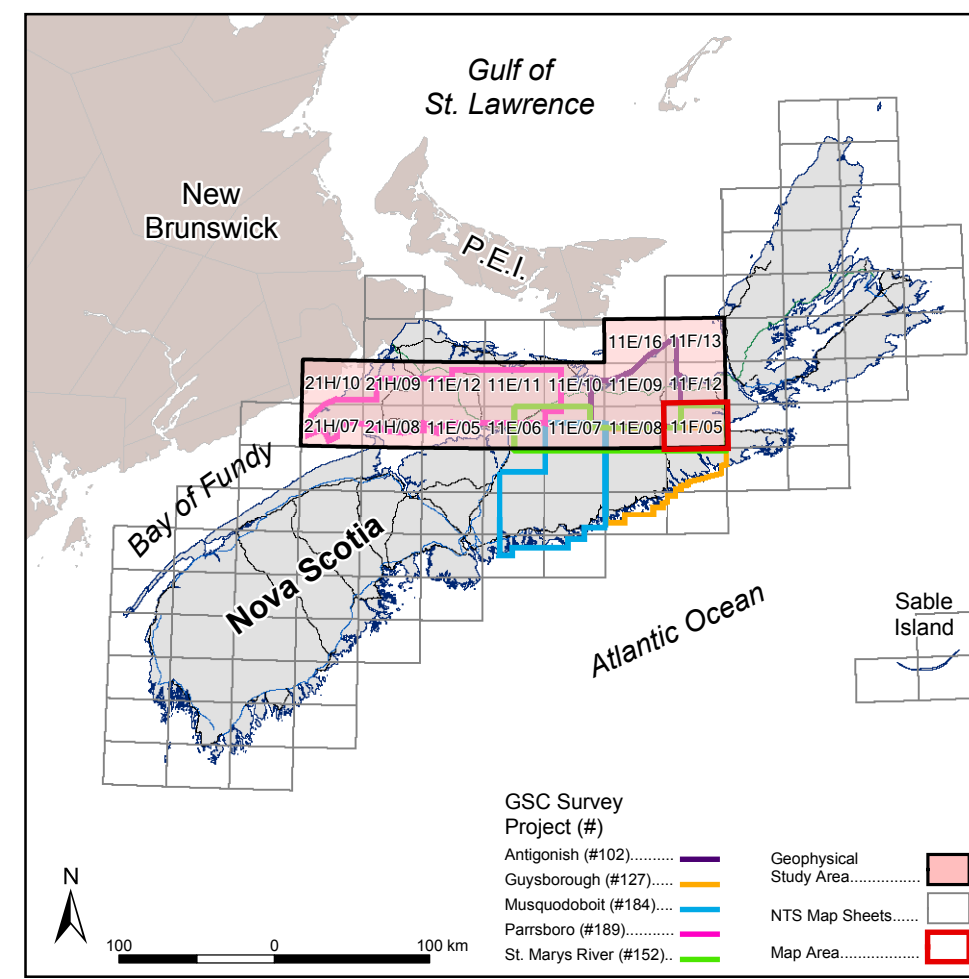 Gulf of
St. Lawrence
New
Brunswick
P.E.I.
11E/16 11F/13
21H/10 21H/09 11E/12 11E/11 11E/10 11E/09 11F/12
21H/07 21H/08 11E/05 11E/06 11E/07 11E/08 11F/05
Bay of Fundy
Nova Scotia
Atlantic Ocean
Sable
Island
GSC Survey
Project (#)
Antigonish (#102)..........
Guysborough (#127).....
Musquodoboit (#184)....
Parrsboro (#189)...........
St. Marys River (#152)..
Geophysical
Study Area................
NTS Map Sheets......
Map Area..................
N
100 0 100 km